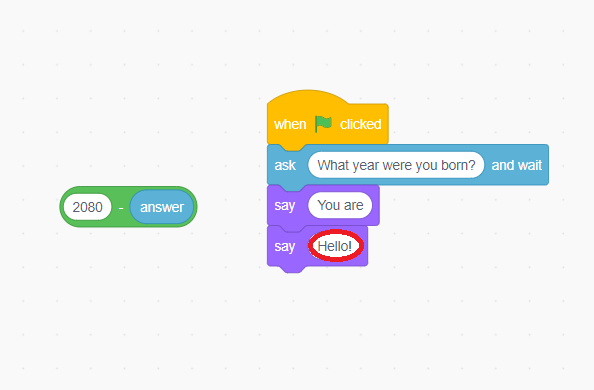 when clicked
ask What year were you born? and wait
2080 - answer
say You are
say Hello!